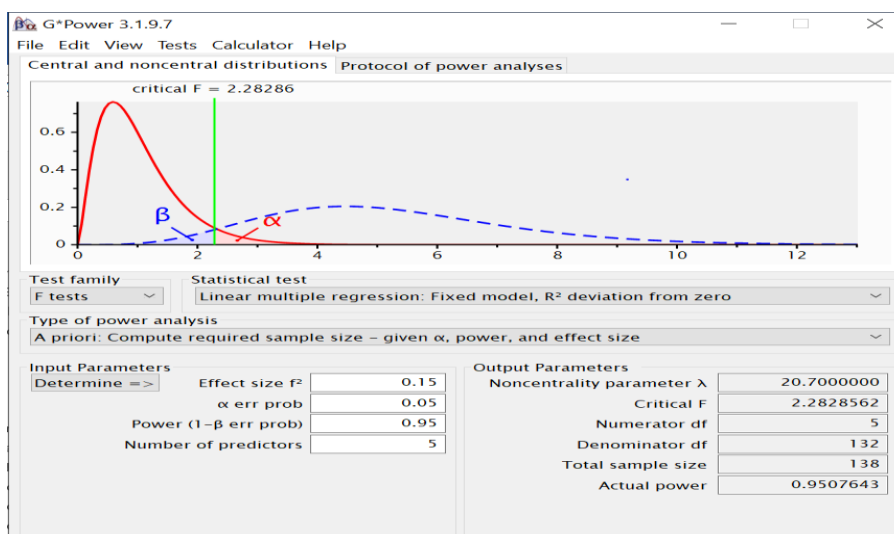 G*Power 3.1.9.7
File Edit View Tests Calculator Help
Central and noncentral distributions Protocol of power analyses
critical F = 2.28286
0.6
0.4
0.2
0
β
α
0 2 4 6 8 10 12
Test family Statistical test
F tests Linear multiple regression: Fixed model, R² deviation from zero
Type of power analysis
A priori: Compute required sample size – given α, power, and effect size
Input Parameters Output Parameters
Determine => Effect size f² 0.15 Noncentrality parameter λ 20.7000000
α err prob 0.05 Critical F 2.2828562
Power (1-β err prob) 0.95 Numerator df 5
Number of predictors 5 Denominator df 132
Total sample size 138
Actual power 0.9507643